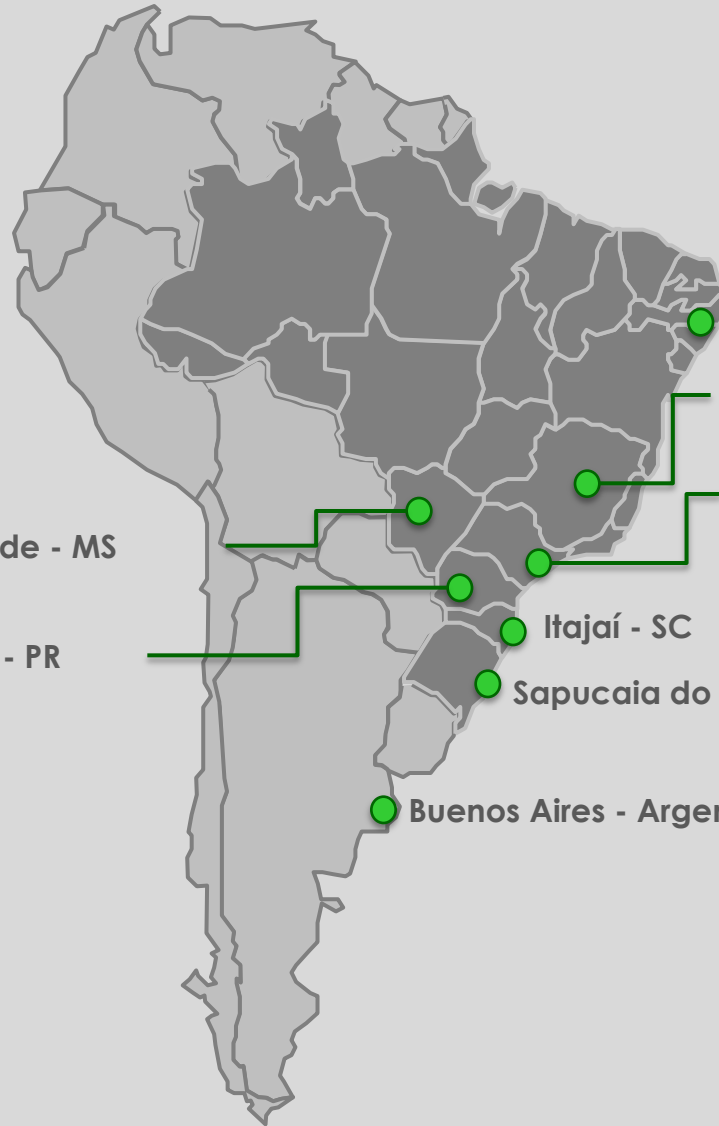 de - MS
- PR
Itajaí - SC
Sapucaia do
Buenos Aires - Argen